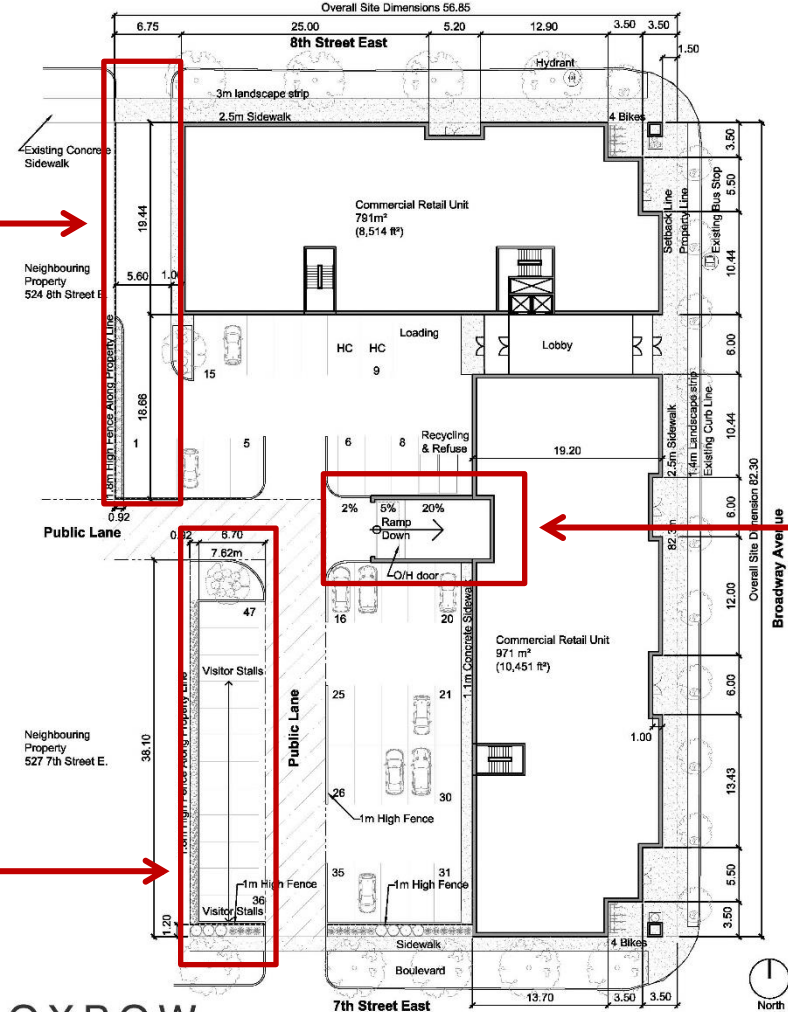 Overall Site Dimensions 56.85
6.75
25.00
5.20
12.90
3.50
3.50
1.50
8th Street East
Hydrant
3m landscape strip
2.5m Sidewalk
4 Bikes
Existing Concrete
Sidewalk
3.50
5.50
Commercial Retail Unit
791m²
(8,514 ft²)
Setback Line
Property Line
Existing Bus Stop
19.44
10.44
Neighbouring
Property
524 8th Street E.
5.60
1.00
Loading
HC
HC
9
Lobby
6.00
15
1.8m High Fence Along Property Line
18.66
1
5
6
8
Recycling
& Refuse
19.20
2.5m Sidewalk
1.4m Landscape strip
Existing Curb Line
10.44
Overall Site Dimension 82.30
Broadway Avenue
0.92
Public Lane
2%
5%
20%
Ramp
Down
O/H door
6.00
8.70
7.62m
47
16
20
1.1m Concrete Sidewalk
12.00
Commercial Retail Unit
971 m²
(10,451 ft²)
Visitor Stalls
Public Lane
25
21
6.00
Neighbouring
Property
527 7th Street E.
38.10
1.00
26
30
1m High Fence
13.43
35
31
1m High Fence
36
1m High Fence
Visitor Stalls
5.50
1.20
3.50
Sidewalk
4 Bikes
Boulevard
7th Street East
13.70
3.50
3.50
North